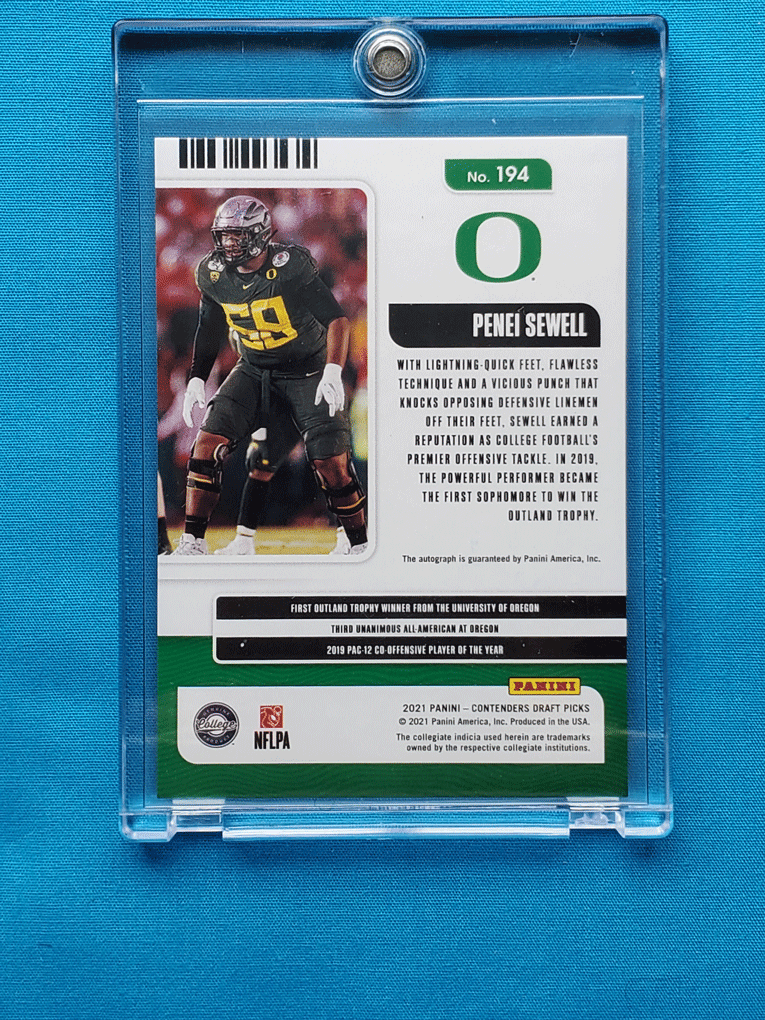 No. 194
O
PENEI SEWELL
WITH LIGHTNING-QUICK FEET, FLAWLESS
TECHNIQUE AND A VICIOUS PUNCH THAT
KNOCKS OPPOSING DEFENSIVE LINEMEN
OFF THEIR FEET, SEWELL EARNED A
REPUTATION AS COLLEGE FOOTBALL'S
PREMIER OFFENSIVE TACKLE. IN 2019,
THE POWERFUL PERFORMER BECAME
THE FIRST SOPHOMORE TO WIN THE
OUTLAND TROPHY.
The autograph is guaranteed by Panini America, Inc.
58
O
FIRST OUTLAND TROPHY WINNER FROM THE UNIVERSITY OF OREGON
THIRD UNANIMOUS ALL-AMERICAN AT OREGON
2019 PAC-12 CO-OFFENSIVE PLAYER OF THE YEAR
PANINI
2021 PANINI – CONTENDERS DRAFT PICKS
© 2021 Panini America, Inc. Produced in the USA.
The collegiate indicia used herein are trademarks
owned by the respective collegiate institutions.
GENUINE
College
PRODUCT
NFLPA